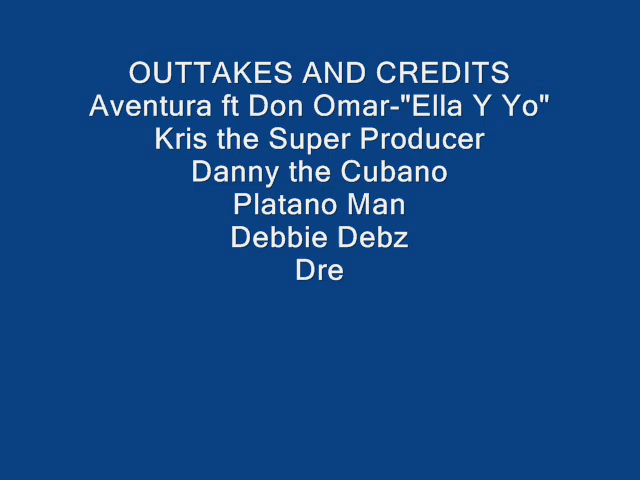 OUTTAKES AND CREDITS
Aventura ft Don Omar-"Ella Y Yo"
Kris the Super Producer
Danny the Cubano
Platano Man
Debbie Debz
Dre